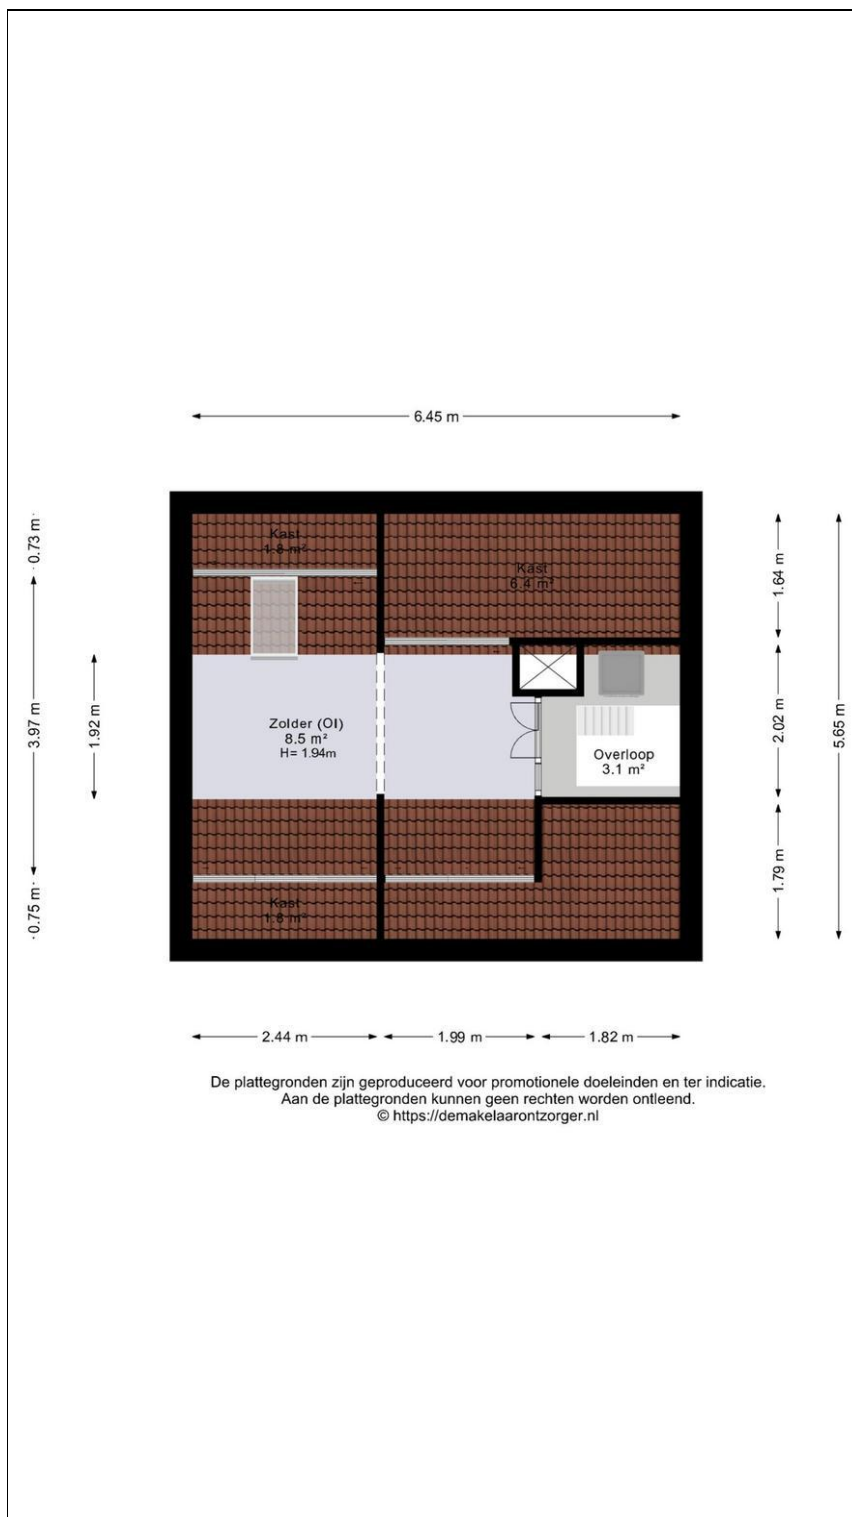 6.45 m
0.73 m
3.97 m
1.92 m
0.75 m
Kast
1.8 m²
Kast
6.4 m²
Zolder (OI)
8.5 m²
H= 1.94m
Overloop
3.1 m²
Kast
1.8 m²
1.64 m
2.02 m
1.79 m
5.65 m
2.44 m
1.99 m
1.82 m
De plattegronden zijn geproduceerd voor promotionele doeleinden en ter indicatie.
Aan de plattegronden kunnen geen rechten worden ontleend.
© https://demakelaarontzorger.nl